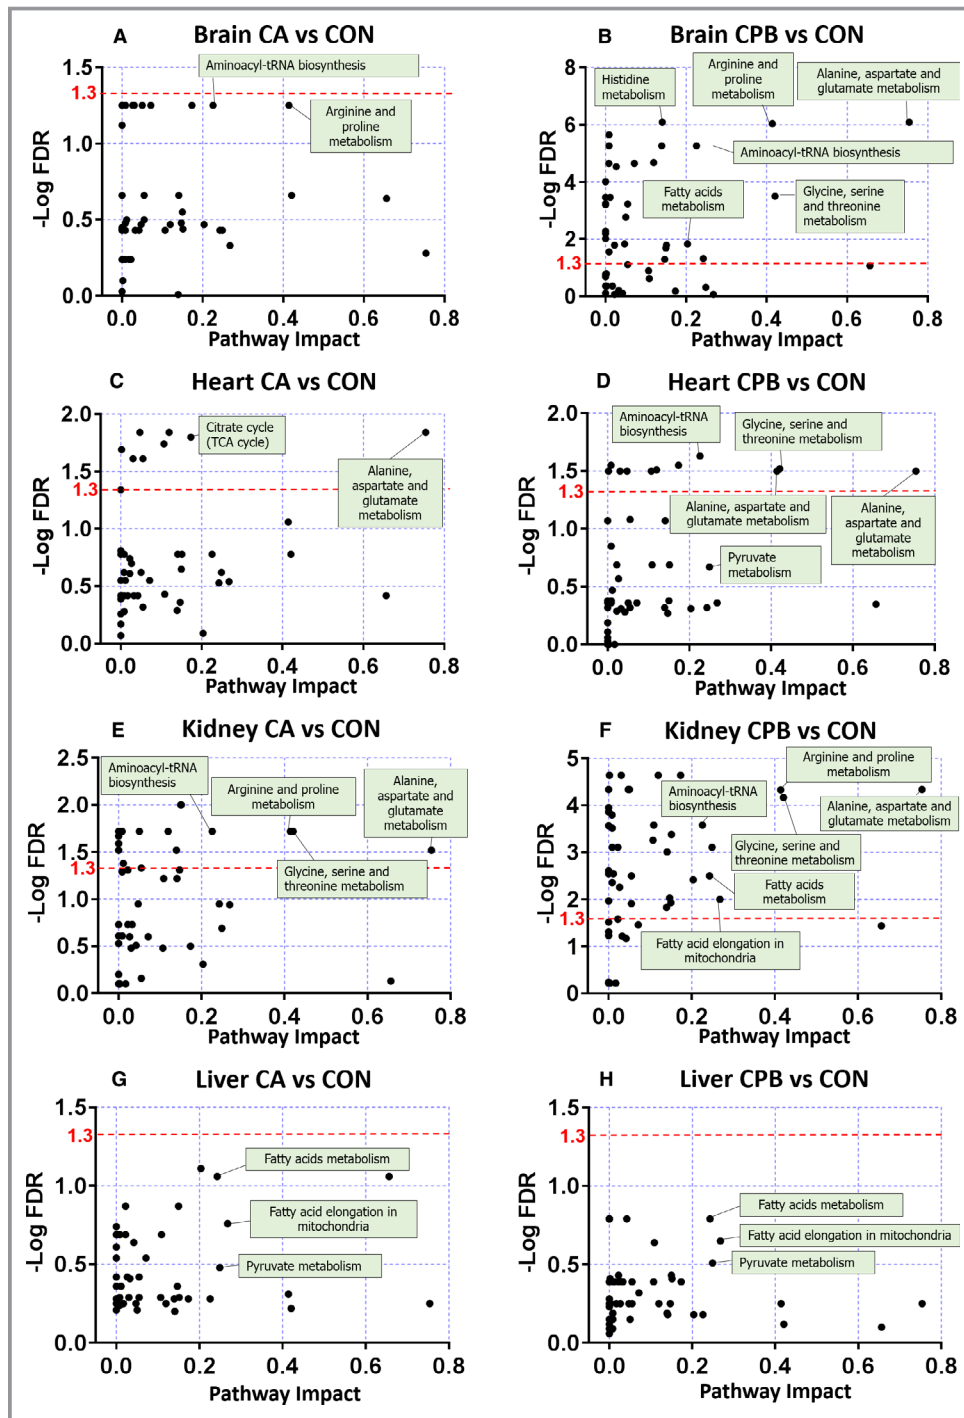 A Brain CA vs CON
-Log FDR
1.5
1.3
1.0
0.5
0.0
Aminoacyl-tRNA biosynthesis
Arginine and
proline
metabolism
0.0 0.2 0.4 0.6 0.8
Pathway Impact
B Brain CPB vs CON
-Log FDR
8
6
4
2
1.3
0
Histidine
metabolism
Arginine and
proline
metabolism
Alanine, aspartate and
glutamate metabolism
Aminoacyl-tRNA biosynthesis
Fatty acids
metabolism
Glycine, serine
and threonine
metabolism
0.0 0.2 0.4 0.6 0.8
Pathway Impact
C Heart CA vs CON
-Log FDR
2.0
1.5
1.3
1.0
0.5
0.0
Citrate cycle
(TCA cycle)
Alanine,
aspartate and
glutamate
metabolism
0.0 0.2 0.4 0.6 0.8
Pathway Impact
D Heart CPB vs CON
-Log FDR
2.0
1.5
1.3
1.0
0.5
0.0
Aminoacyl-tRNA
biosynthesis
Glycine, serine and
threonine metabolism
Alanine, aspartate and
glutamate metabolism
Alanine,
aspartate and
glutamate
metabolism
Pyruvate
metabolism
0.0 0.2 0.4 0.6 0.8
Pathway Impact
E Kidney CA vs CON
-Log FDR
2.5
2.0
1.5
1.3
1.0
0.5
0.0
Aminoacyl-tRNA
biosynthesis
Arginine and proline
metabolism
Alanine,
aspartate and
glutamate
metabolism
Glycine, serine and
threonine metabolism
0.0 0.2 0.4 0.6 0.8
Pathway Impact
F Kidney CPB vs CON
-Log FDR
5
4
3
2
1.3
1
0
Arginine and proline
metabolism
Aminoacyl-tRNA
biosynthesis
Alanine, aspartate and
glutamate metabolism
Glycine, serine and
threonine metabolism
Fatty acids
metabolism
Fatty acid elongation in
mitochondria
0.0 0.2 0.4 0.6 0.8
Pathway Impact
G Liver CA vs CON
-Log FDR
1.5
1.3
1.0
0.5
0.0
Fatty acids metabolism
Fatty acid elongation in
mitochondria
Pyruvate metabolism
0.0 0.2 0.4 0.6 0.8
Pathway Impact
H Liver CPB vs CON
-Log FDR
1.5
1.3
1.0
0.5
0.0
Fatty acids metabolism
Fatty acid elongation in mitochondria
Pyruvate metabolism
0.0 0.2 0.4 0.6 0.8
Pathway Impact